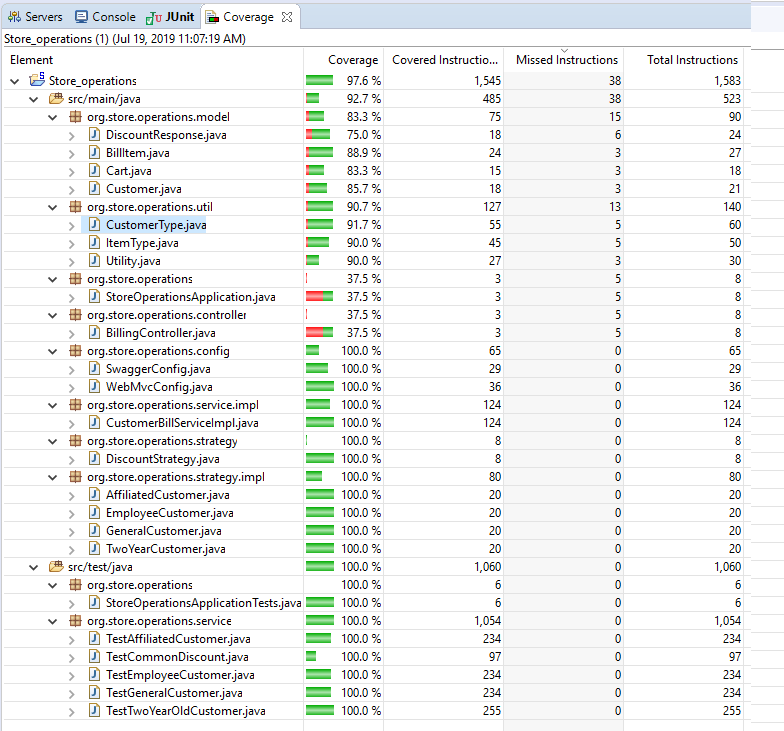 Servers Console JUnit Coverage
Store_operations (1) (Jul 19, 2019 11:07:19 AM)
Element Coverage Covered Instructio... Missed Instructions Total Instructions
Store_operations 97.6 % 1,545 38 1,583
src/main/java 92.7 % 485 38 523
org.store.operations.model 83.3 % 75 15 90
DiscountResponse.java 75.0 % 18 6 24
BillItem.java 88.9 % 24 3 27
Cart.java 83.3 % 15 3 18
Customer.java 85.7 % 18 3 21
org.store.operations.util 90.7 % 127 13 140
CustomerType.java 91.7 % 55 5 60
ItemType.java 90.0 % 45 5 50
Utility.java 90.0 % 27 3 30
org.store.operations 37.5 % 3 5 8
StoreOperationsApplication.java 37.5 % 3 5 8
org.store.operations.controller 37.5 % 3 5 8
BillingController.java 37.5 % 3 5 8
org.store.operations.config 100.0 % 65 0 65
SwaggerConfig.java 100.0 % 29 0 29
WebMvcConfig.java 100.0 % 36 0 36
org.store.operations.service.impl 100.0 % 124 0 124
CustomerBillServiceImpl.java 100.0 % 124 0 124
org.store.operations.strategy 100.0 % 8 0 8
DiscountStrategy.java 100.0 % 8 0 8
org.store.operations.strategy.impl 100.0 % 80 0 80
AffiliatedCustomer.java 100.0 % 20 0 20
EmployeeCustomer.java 100.0 % 20 0 20
GeneralCustomer.java 100.0 % 20 0 20
TwoYearCustomer.java 100.0 % 20 0 20
src/test/java 100.0 % 1,060 0 1,060
org.store.operations 100.0 % 6 0 6
StoreOperationsApplicationTests.java 100.0 % 6 0 6
org.store.operations.service 100.0 % 1,054 0 1,054
TestAffiliatedCustomer.java 100.0 % 234 0 234
TestCommonDiscount.java 100.0 % 97 0 97
TestEmployeeCustomer.java 100.0 % 234 0 234
TestGeneralCustomer.java 100.0 % 234 0 234
TestTwoYearOldCustomer.java 100.0 % 255 0 255